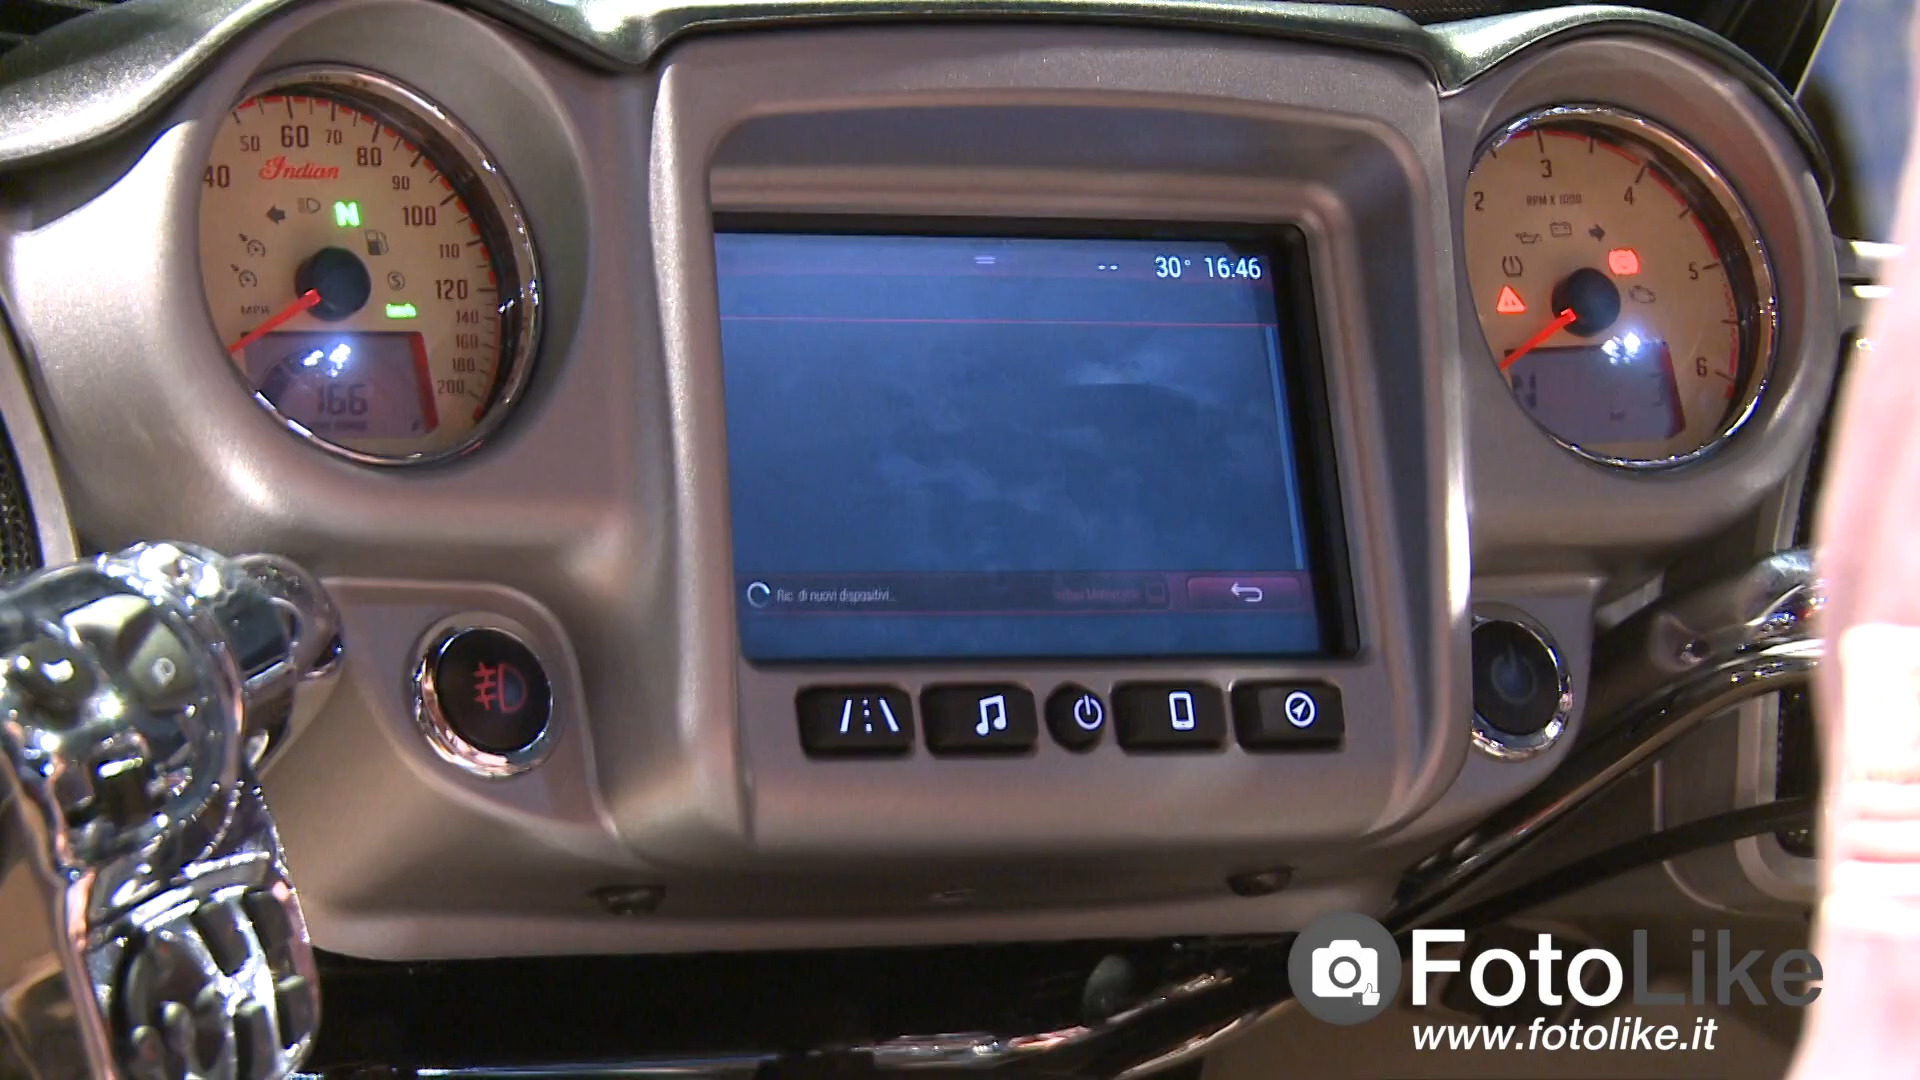 40
50
60
70
80
90
100
110
120
140
160
180
200
Indian
N
MPH
km/h
166
-- 30° 16:46
Ric. di nuovi dispositivi...
2
3
4
5
6
RPM X 1000
FotoLike
www.fotolike.it